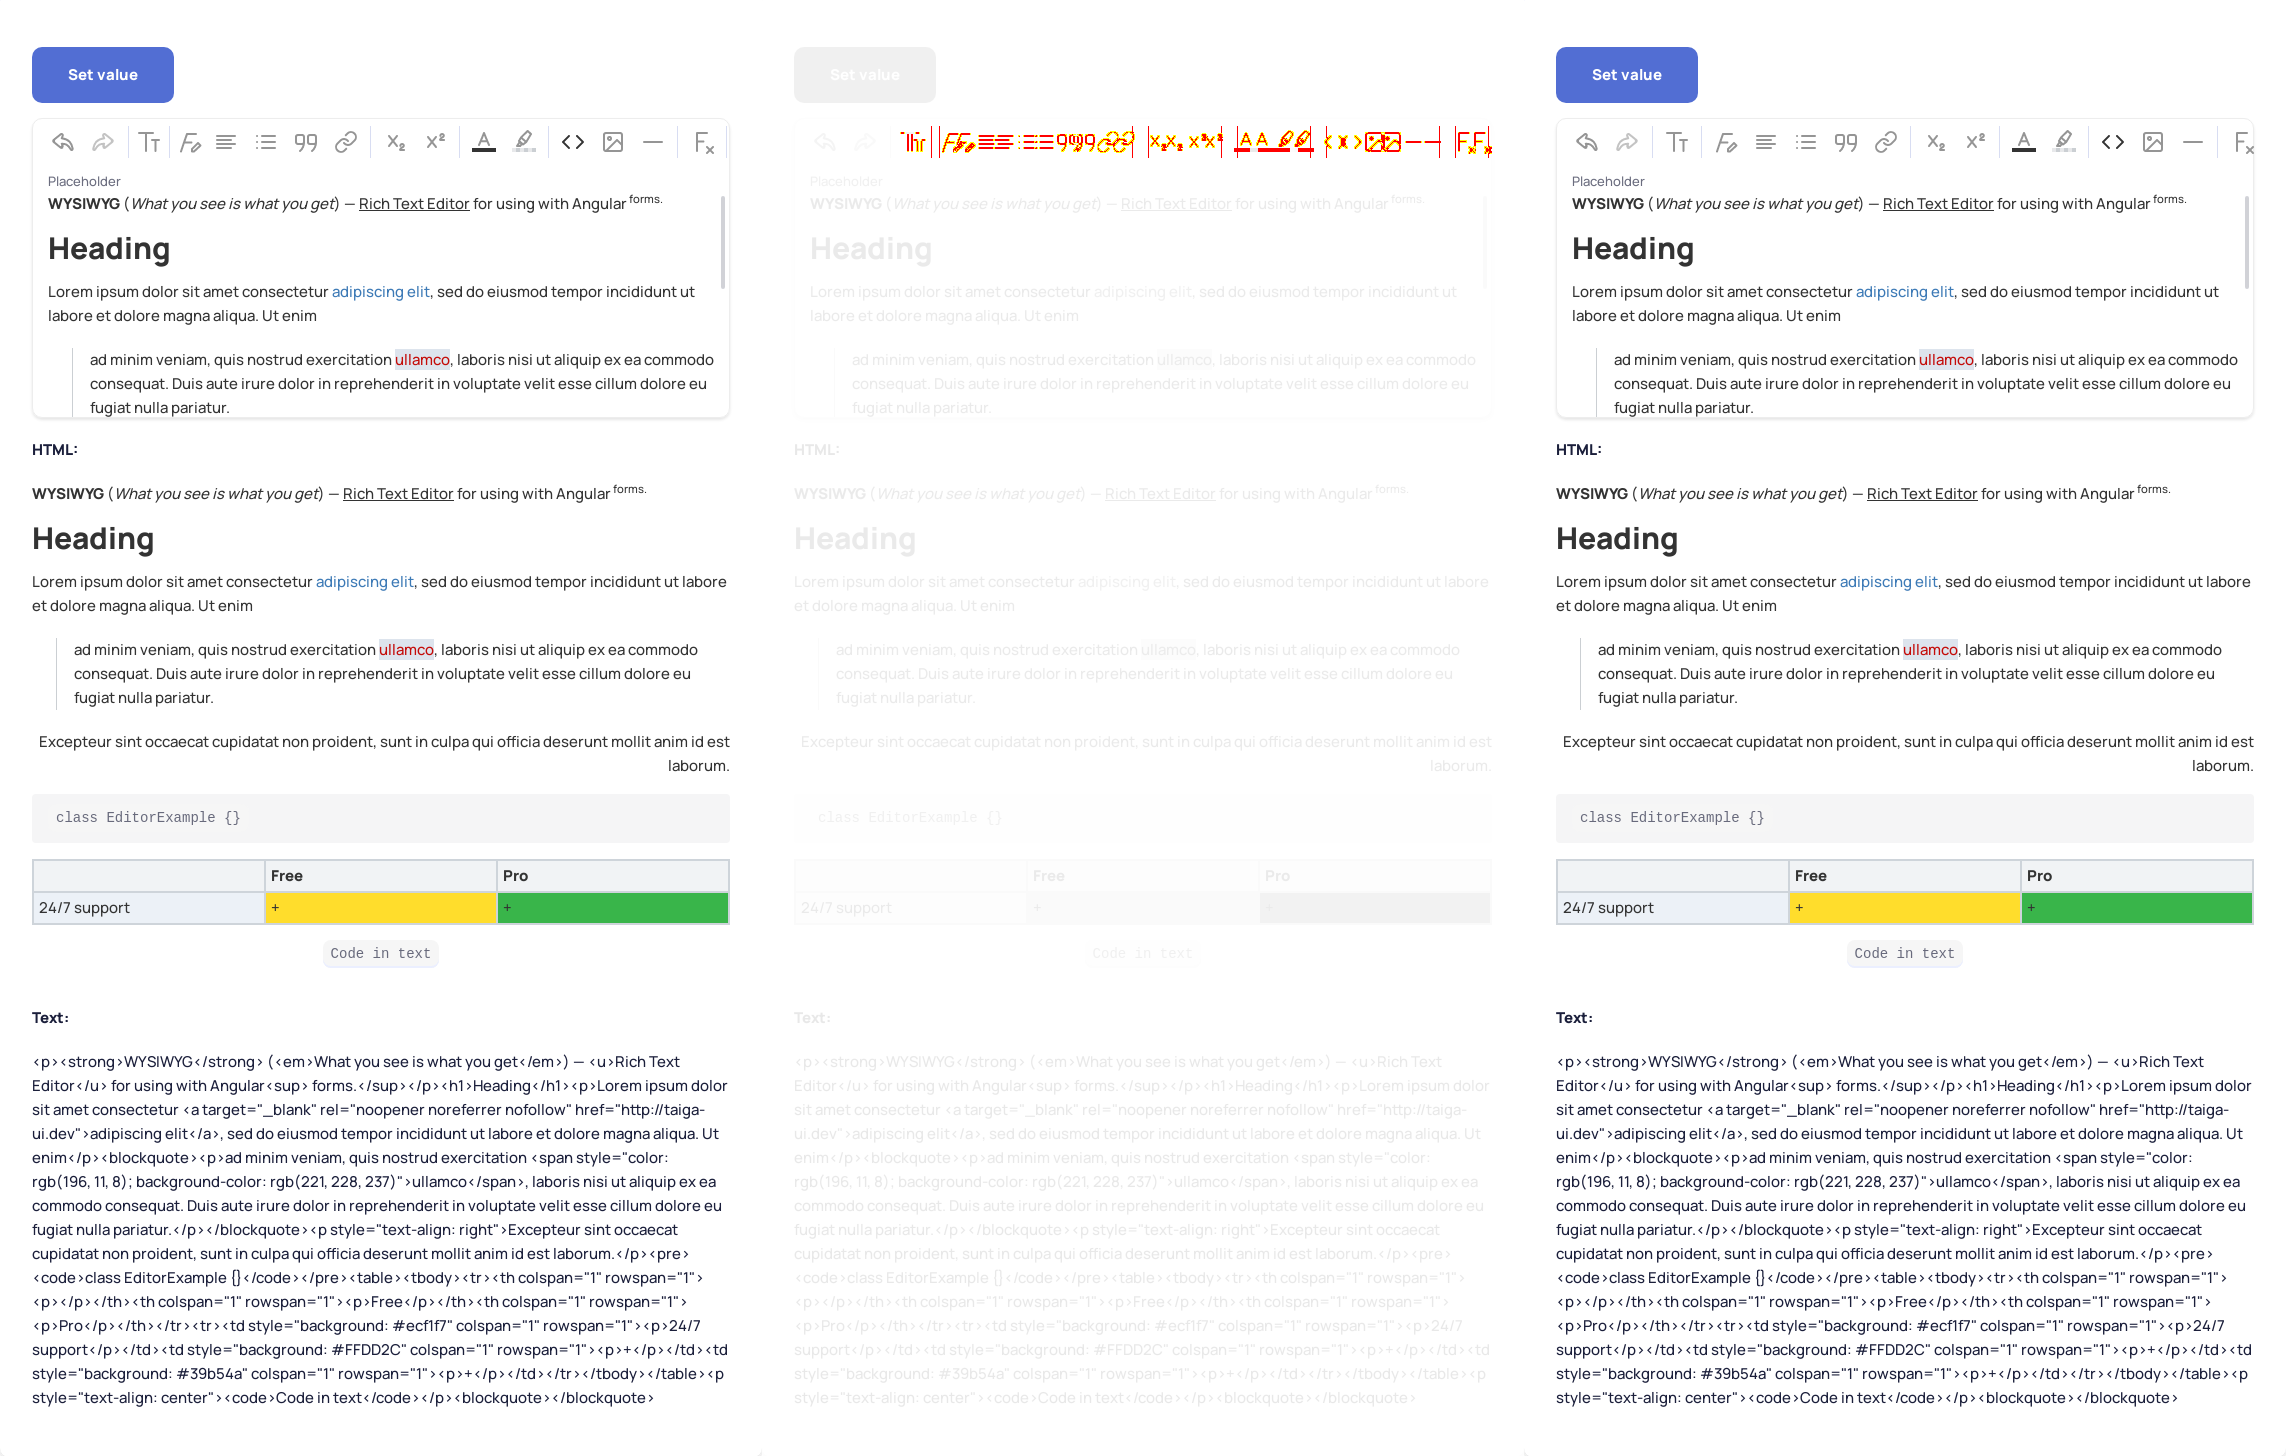 Set value
Placeholder
WYSIWYG (What you see is what you get) — Rich Text Editor for using with Angular forms.
Heading
Lorem ipsum dolor sit amet consectetur adipiscing elit, sed do eiusmod tempor incididunt ut
labore et dolore magna aliqua. Ut enim
ad minim veniam, quis nostrud exercitation ullamco, laboris nisi ut aliquip ex ea commodo
consequat. Duis aute irure dolor in reprehenderit in voluptate velit esse cillum dolore eu
fugiat nulla pariatur.
HTML:
WYSIWYG (What you see is what you get) — Rich Text Editor for using with Angular forms.
Heading
Lorem ipsum dolor sit amet consectetur adipiscing elit, sed do eiusmod tempor incididunt ut labore
et dolore magna aliqua. Ut enim
ad minim veniam, quis nostrud exercitation ullamco, laboris nisi ut aliquip ex ea commodo
consequat. Duis aute irure dolor in reprehenderit in voluptate velit esse cillum dolore eu
fugiat nulla pariatur.
Excepteur sint occaecat cupidatat non proident, sunt in culpa qui officia deserunt mollit anim id est
laborum.
class EditorExample {}
Free Pro
24/7 support + +
Code in text
Text:
<p><strong>WYSIWYG</strong> (<em>What you see is what you get</em>) — <u>Rich Text
Editor</u> for using with Angular<sup> forms.</sup></p><h1>Heading</h1><p>Lorem ipsum dolor
sit amet consectetur <a target="_blank" rel="noopener noreferrer nofollow" href="http://taiga-
ui.dev">adipiscing elit</a>, sed do eiusmod tempor incididunt ut labore et dolore magna aliqua. Ut
enim</p><blockquote><p>ad minim veniam, quis nostrud exercitation <span style="color:
rgb(196, 11, 8); background-color: rgb(221, 228, 237)">ullamco</span>, laboris nisi ut aliquip ex ea
commodo consequat. Duis aute irure dolor in reprehenderit in voluptate velit esse cillum dolore eu
fugiat nulla pariatur.</p></blockquote><p style="text-align: right">Excepteur sint occaecat
cupidatat non proident, sunt in culpa qui officia deserunt mollit anim id est laborum.</p><pre>
<code>class EditorExample {}</code></pre><table><tbody><tr><th colspan="1" rowspan="1">
<p></p></th><th colspan="1" rowspan="1"><p>Free</p></th><th colspan="1" rowspan="1">
<p>Pro</p></th></tr><tr><td style="background: #ecf1f7" colspan="1" rowspan="1"><p>24/7
support</p></td><td style="background: #FFDD2C" colspan="1" rowspan="1"><p>+</p></td><td
style="background: #39b54a" colspan="1" rowspan="1"><p>+</p></td></tr></tbody></table><p
style="text-align: center"><code>Code in text</code></p><blockquote></blockquote>
Set value
Placeholder
WYSIWYG (What you see is what you get) — Rich Text Editor for using with Angular forms.
Heading
Lorem ipsum dolor sit amet consectetur adipiscing elit, sed do eiusmod tempor incididunt ut
labore et dolore magna aliqua. Ut enim
ad minim veniam, quis nostrud exercitation ullamco, laboris nisi ut aliquip ex ea commodo
consequat. Duis aute irure dolor in reprehenderit in voluptate velit esse cillum dolore eu
fugiat nulla pariatur.
HTML:
WYSIWYG (What you see is what you get) — Rich Text Editor for using with Angular forms.
Heading
Lorem ipsum dolor sit amet consectetur adipiscing elit, sed do eiusmod tempor incididunt ut labore
et dolore magna aliqua. Ut enim
ad minim veniam, quis nostrud exercitation ullamco, laboris nisi ut aliquip ex ea commodo
consequat. Duis aute irure dolor in reprehenderit in voluptate velit esse cillum dolore eu
fugiat nulla pariatur.
Excepteur sint occaecat cupidatat non proident, sunt in culpa qui officia deserunt mollit anim id est
laborum.
class EditorExample {}
Free Pro
24/7 support + +
Code in text
Text:
<p><strong>WYSIWYG</strong> (<em>What you see is what you get</em>) — <u>Rich Text
Editor</u> for using with Angular<sup> forms.</sup></p><h1>Heading</h1><p>Lorem ipsum dolor
sit amet consectetur <a target="_blank" rel="noopener noreferrer nofollow" href="http://taiga-
ui.dev">adipiscing elit</a>, sed do eiusmod tempor incididunt ut labore et dolore magna aliqua. Ut
enim</p><blockquote><p>ad minim veniam, quis nostrud exercitation <span style="color:
rgb(196, 11, 8); background-color: rgb(221, 228, 237)">ullamco</span>, laboris nisi ut aliquip ex ea
commodo consequat. Duis aute irure dolor in reprehenderit in voluptate velit esse cillum dolore eu
fugiat nulla pariatur.</p></blockquote><p style="text-align: right">Excepteur sint occaecat
cupidatat non proident, sunt in culpa qui officia deserunt mollit anim id est laborum.</p><pre>
<code>class EditorExample {}</code></pre><table><tbody><tr><th colspan="1" rowspan="1">
<p></p></th><th colspan="1" rowspan="1"><p>Free</p></th><th colspan="1" rowspan="1">
<p>Pro</p></th></tr><tr><td style="background: #ecf1f7" colspan="1" rowspan="1"><p>24/7
support</p></td><td style="background: #FFDD2C" colspan="1" rowspan="1"><p>+</p></td><td
style="background: #39b54a" colspan="1" rowspan="1"><p>+</p></td></tr></tbody></table><p
style="text-align: center"><code>Code in text</code></p><blockquote></blockquote>
Set value
Placeholder
WYSIWYG (What you see is what you get) — Rich Text Editor for using with Angular forms.
Heading
Lorem ipsum dolor sit amet consectetur adipiscing elit, sed do eiusmod tempor incididunt ut
labore et dolore magna aliqua. Ut enim
ad minim veniam, quis nostrud exercitation ullamco, laboris nisi ut aliquip ex ea commodo
consequat. Duis aute irure dolor in reprehenderit in voluptate velit esse cillum dolore eu
fugiat nulla pariatur.
HTML:
WYSIWYG (What you see is what you get) — Rich Text Editor for using with Angular forms.
Heading
Lorem ipsum dolor sit amet consectetur adipiscing elit, sed do eiusmod tempor incididunt ut labore
et dolore magna aliqua. Ut enim
ad minim veniam, quis nostrud exercitation ullamco, laboris nisi ut aliquip ex ea commodo
consequat. Duis aute irure dolor in reprehenderit in voluptate velit esse cillum dolore eu
fugiat nulla pariatur.
Excepteur sint occaecat cupidatat non proident, sunt in culpa qui officia deserunt mollit anim id est
laborum.
class EditorExample {}
Free Pro
24/7 support + +
Code in text
Text:
<p><strong>WYSIWYG</strong> (<em>What you see is what you get</em>) — <u>Rich Text
Editor</u> for using with Angular<sup> forms.</sup></p><h1>Heading</h1><p>Lorem ipsum dolor
sit amet consectetur <a target="_blank" rel="noopener noreferrer nofollow" href="http://taiga-
ui.dev">adipiscing elit</a>, sed do eiusmod tempor incididunt ut labore et dolore magna aliqua. Ut
enim</p><blockquote><p>ad minim veniam, quis nostrud exercitation <span style="color:
rgb(196, 11, 8); background-color: rgb(221, 228, 237)">ullamco</span>, laboris nisi ut aliquip ex ea
commodo consequat. Duis aute irure dolor in reprehenderit in voluptate velit esse cillum dolore eu
fugiat nulla pariatur.</p></blockquote><p style="text-align: right">Excepteur sint occaecat
cupidatat non proident, sunt in culpa qui officia deserunt mollit anim id est laborum.</p><pre>
<code>class EditorExample {}</code></pre><table><tbody><tr><th colspan="1" rowspan="1">
<p></p></th><th colspan="1" rowspan="1"><p>Free</p></th><th colspan="1" rowspan="1">
<p>Pro</p></th></tr><tr><td style="background: #ecf1f7" colspan="1" rowspan="1"><p>24/7
support</p></td><td style="background: #FFDD2C" colspan="1" rowspan="1"><p>+</p></td><td
style="background: #39b54a" colspan="1" rowspan="1"><p>+</p></td></tr></tbody></table><p
style="text-align: center"><code>Code in text</code></p><blockquote></blockquote>